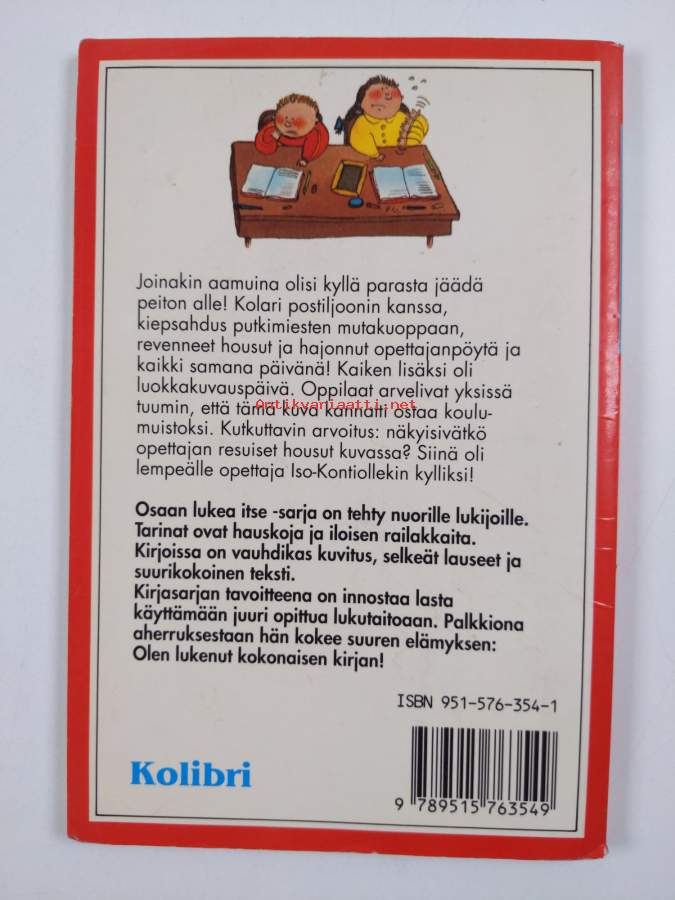 Joinakin aamuina olisi kyllä parasta jäädä
peiton alle! Kolari postiljoonin kanssa,
kiepsahdus putkimiesten mutakuoppaan,
revenneet housut ja hajonnut opettajanpöytä ja
kaikki samana päivänä! Kaiken lisäksi oli
luokkakuvauspäivä. Oppilaat arvelivat yksissä
tuumin, että tämä kuva kannatti ostaa koulu-
Antikvariaatti.net
muistoksi. Kutkuttavin arvoitus: näkyisivätkö
opettajan resuiset housut kuvassa? Siinä oli
lempeälle opettaja Iso-Kontiollekin kylliksi!
Osaan lukea itse -sarja on tehty nuorille lukijoille.
Tarinat ovat hauskoja ja iloisen railakkaita.
Kirjoissa on vauhdikas kuvitus, selkeät lauseet ja
suurikokoinen teksti.
Kirjasarjan tavoitteena on innostaa lasta
käyttämään juuri opittua lukutaitoaan. Palkkiona
aherruksestaan hän kokee suuren elämyksen:
Olen lukenut kokonaisen kirjan!
ISBN 951-576-354-1
Kolibri
9 789515 763549